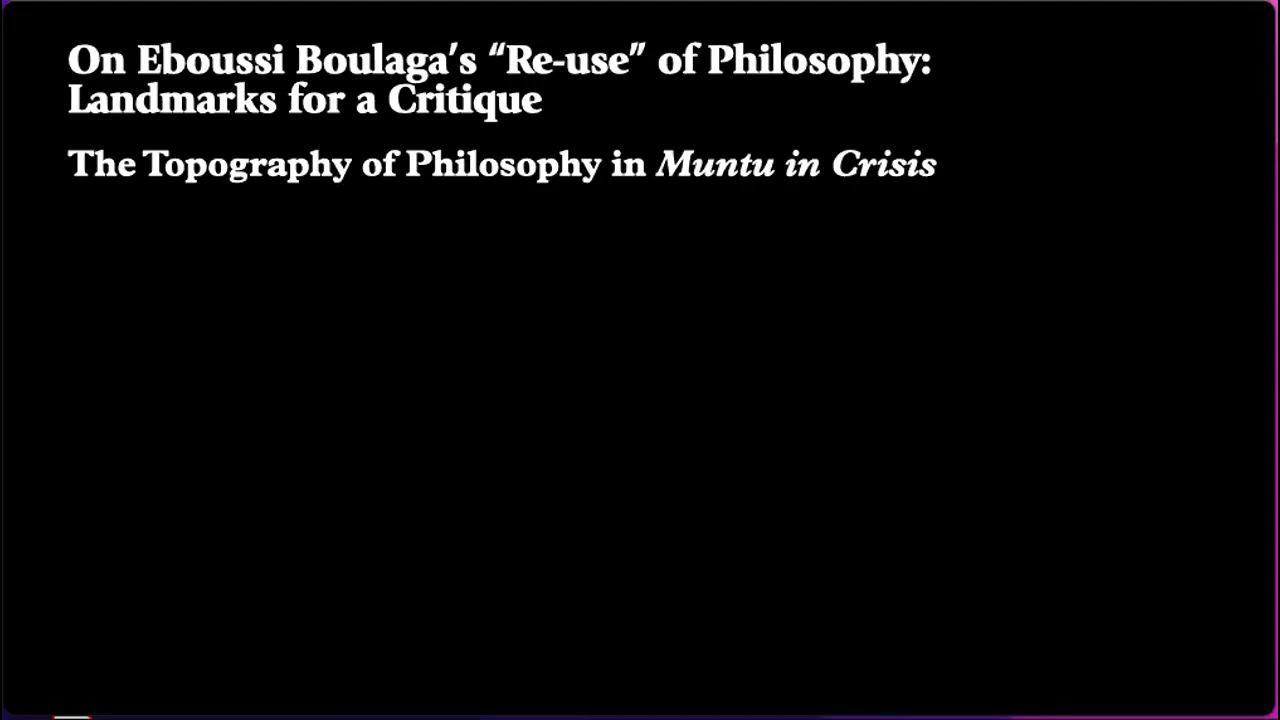 On Eboussi Boulaga's “Re-use” of Philosophy:
Landmarks for a Critique
The Topography of Philosophy in Muntu in Crisis